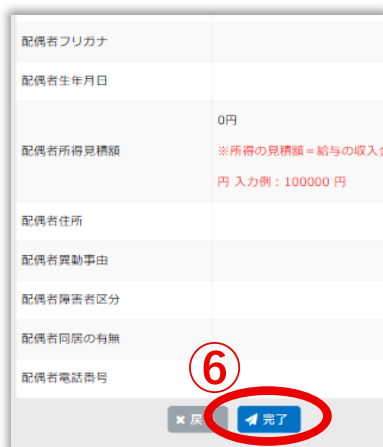 配偶者フリガナ
配偶者生年月日
0円
配偶者所得見積額
※所得の見積額＝給与の収入
円 入力例：100000 円
配偶者住所
配偶者異動事由
配偶者障害者区分
配偶者同居の有無
⑥
配偶者電話番号
✖ 戻
完了